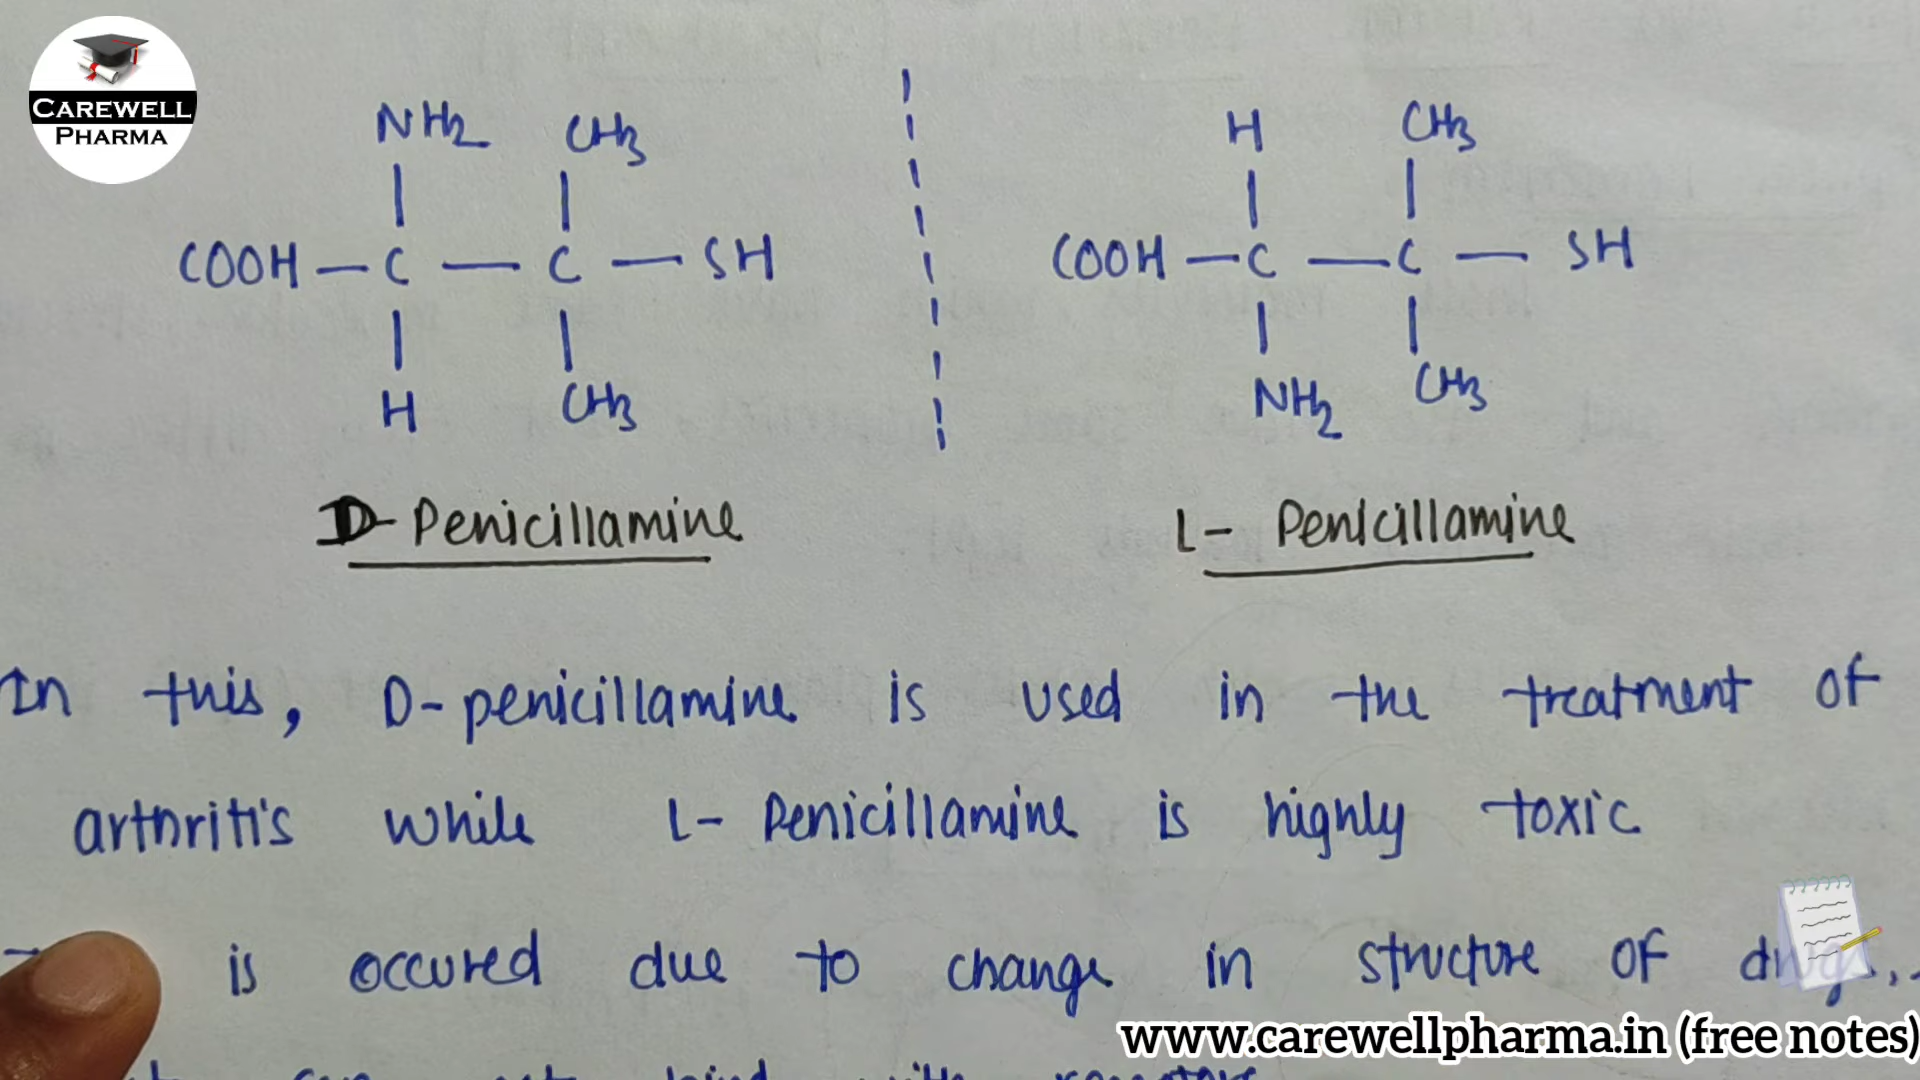 CAREWELL
PHARMA
NH2 CH3
COOH — C — C — SH
H CH3
H CH3
COOH — C — C — SH
NH2 CH3
D- Penicillamine
L- Penicillamine
In this, D-penicillamine is used in the treatment of
arthritis while L- Penicillamine is highly toxic
is occured due to change in structure of
www.carewellpharma.in (free notes)